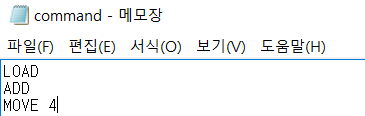 command - 메모장
파일(F) 편집(E) 서식(O) 보기(V) 도움말(H)
LOAD
ADD
MOVE 4